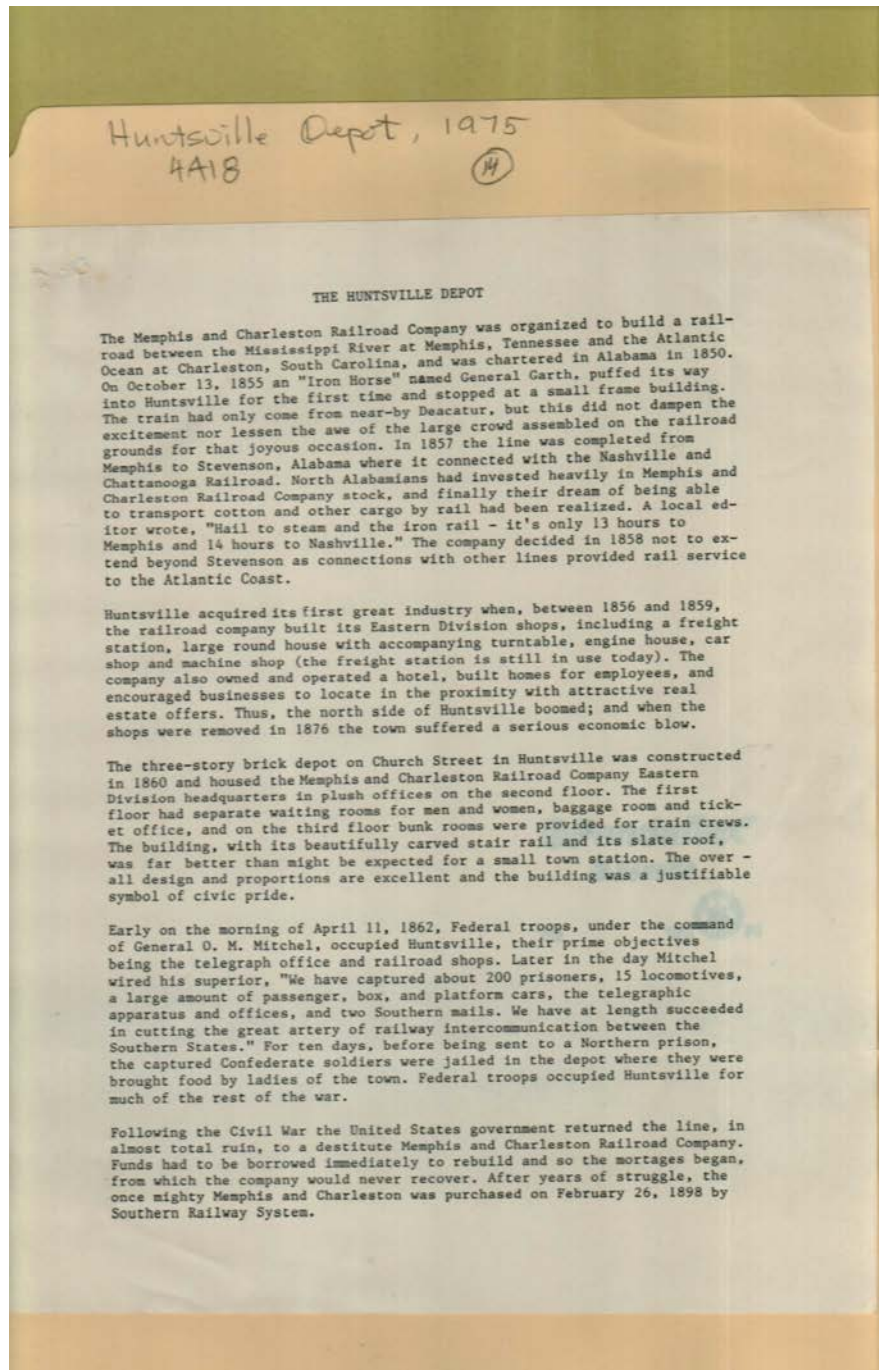 Huntsville Depot, 1975
4A18
14
THE HUNTSVILLE DEPOT
The Memphis and Charleston Railroad Company was organized to build a rail-
road between the Mississippi River at Memphis, Tennessee and the Atlantic
Ocean at Charleston, South Carolina, and was chartered in Alabama in 1850.
On October 13, 1855 an "Iron Horse" named General Garth, puffed its way
into Huntsville for the first time and stopped at a small frame building.
The train had only come from near-by Deacatur, but this did not dampen the
excitement nor lessen the awe of the large crowd assembled on the railroad
grounds for that joyous occasion. In 1857 the line was completed from
Memphis to Stevenson, Alabama where it connected with the Nashville and
Chattanooga Railroad. North Alabamians had invested heavily in Memphis and
Charleston Railroad Company stock, and finally their dream of being able
to transport cotton and other cargo by rail had been realized. A local ed-
itor wrote, "Hail to steam and the iron rail - it's only 13 hours to
Memphis and 14 hours to Nashville." The company decided in 1858 not to ex-
tend beyond Stevenson as connections with other lines provided rail service
to the Atlantic Coast.
Huntsville acquired its first great industry when, between 1856 and 1859,
the railroad company built its Eastern Division shops, including a freight
station, large round house with accompanying turntable, engine house, car
shop and machine shop (the freight station is still in use today). The
company also owned and operated a hotel, built homes for employees, and
encouraged businesses to locate in the proximity with attractive real
estate offers. Thus, the north side of Huntsville boomed; and when the
shops were removed in 1876 the town suffered a serious economic blow.
The three-story brick depot on Church Street in Huntsville was constructed
in 1860 and housed the Memphis and Charleston Railroad Company Eastern
Division headquarters in plush offices on the second floor. The first
floor had separate waiting rooms for men and women, baggage room and tick-
et office, and on the third floor bunk rooms were provided for train crews.
The building, with its beautifully carved stair rail and its slate roof,
was far better than might be expected for a small town station. The over -
all design and proportions are excellent and the building was a justifiable
symbol of civic pride.
Early on the morning of April 11, 1862, Federal troops, under the command
of General O. M. Mitchel, occupied Huntsville, their prime objectives
being the telegraph office and railroad shops. Later in the day Mitchel
wired his superior, "We have captured about 200 prisoners, 15 locomotives,
a large amount of passenger, box, and platform cars, the telegraphic
apparatus and offices, and two Southern mails. We have at length succeeded
in cutting the great artery of railway intercommunication between the
Southern States." For ten days, before being sent to a Northern prison,
the captured Confederate soldiers were jailed in the depot where they were
brought food by ladies of the town. Federal troops occupied Huntsville for
much of the rest of the war.
Following the Civil War the United States government returned the line, in
almost total ruin, to a destitute Memphis and Charleston Railroad Company.
Funds had to be borrowed immediately to rebuild and so the mortages began,
from which the company would never recover. After years of struggle, the
once mighty Memphis and Charleston was purchased on February 26, 1898 by
Southern Railway System.